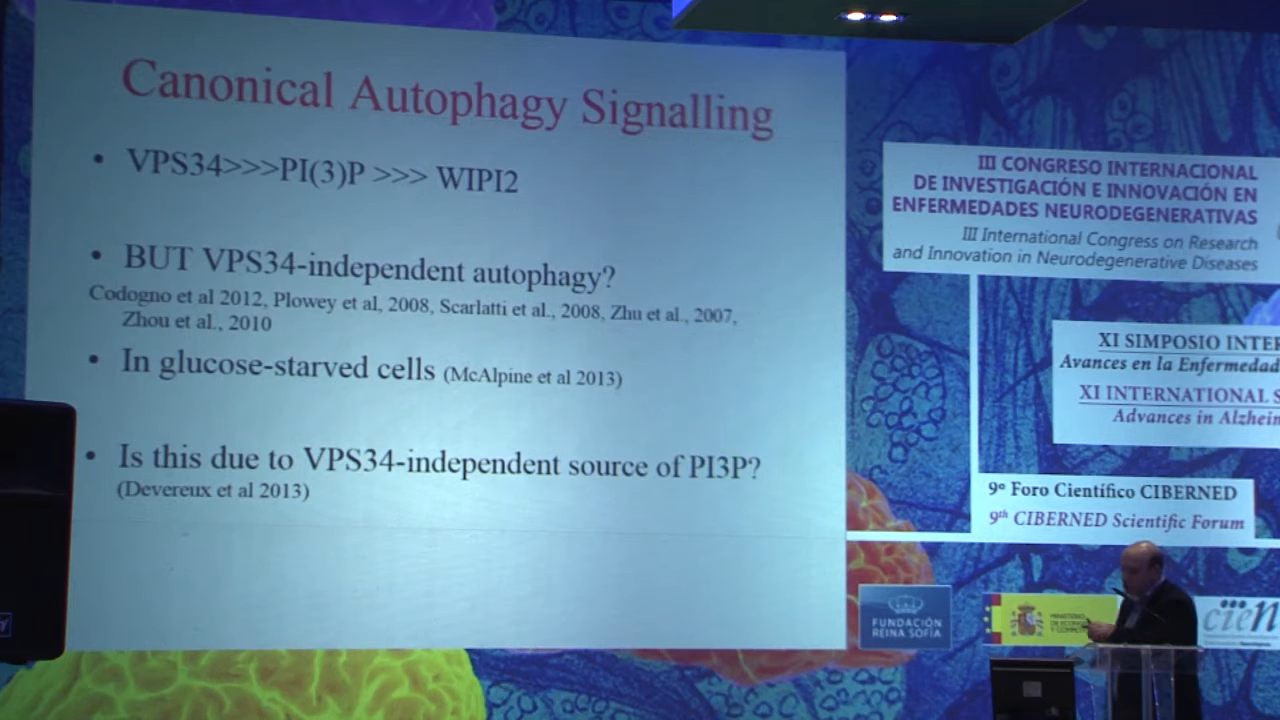 Canonical Autophagy Signalling
• VPS34>>>PI(3)P >>> WIPI2
• BUT VPS34-independent autophagy?
Codogno et al 2012, Plowey et al, 2008, Scarlatti et al., 2008, Zhu et al., 2007,
Zhou et al., 2010
• In glucose-starved cells (McAlpine et al 2013)
• Is this due to VPS34-independent source of PI3P?
(Devereux et al 2013)
III CONGRESO INTERNACIONAL
DE INVESTIGACIÓN E INNOVACIÓN EN
ENFERMEDADES NEURODEGENERATIVAS
III International Congress on Research
and Innovation in Neurodegenerative Diseases
XI SIMPOSIO INTER
Avances en la Enfermedad
XI INTERNATIONAL S
Advances in Alzhei
9º Foro Científico CIBERNED
9th CIBERNED Scientific Forum
FUNDACIÓN
REINA SOFÍA
MINISTERIO
cien